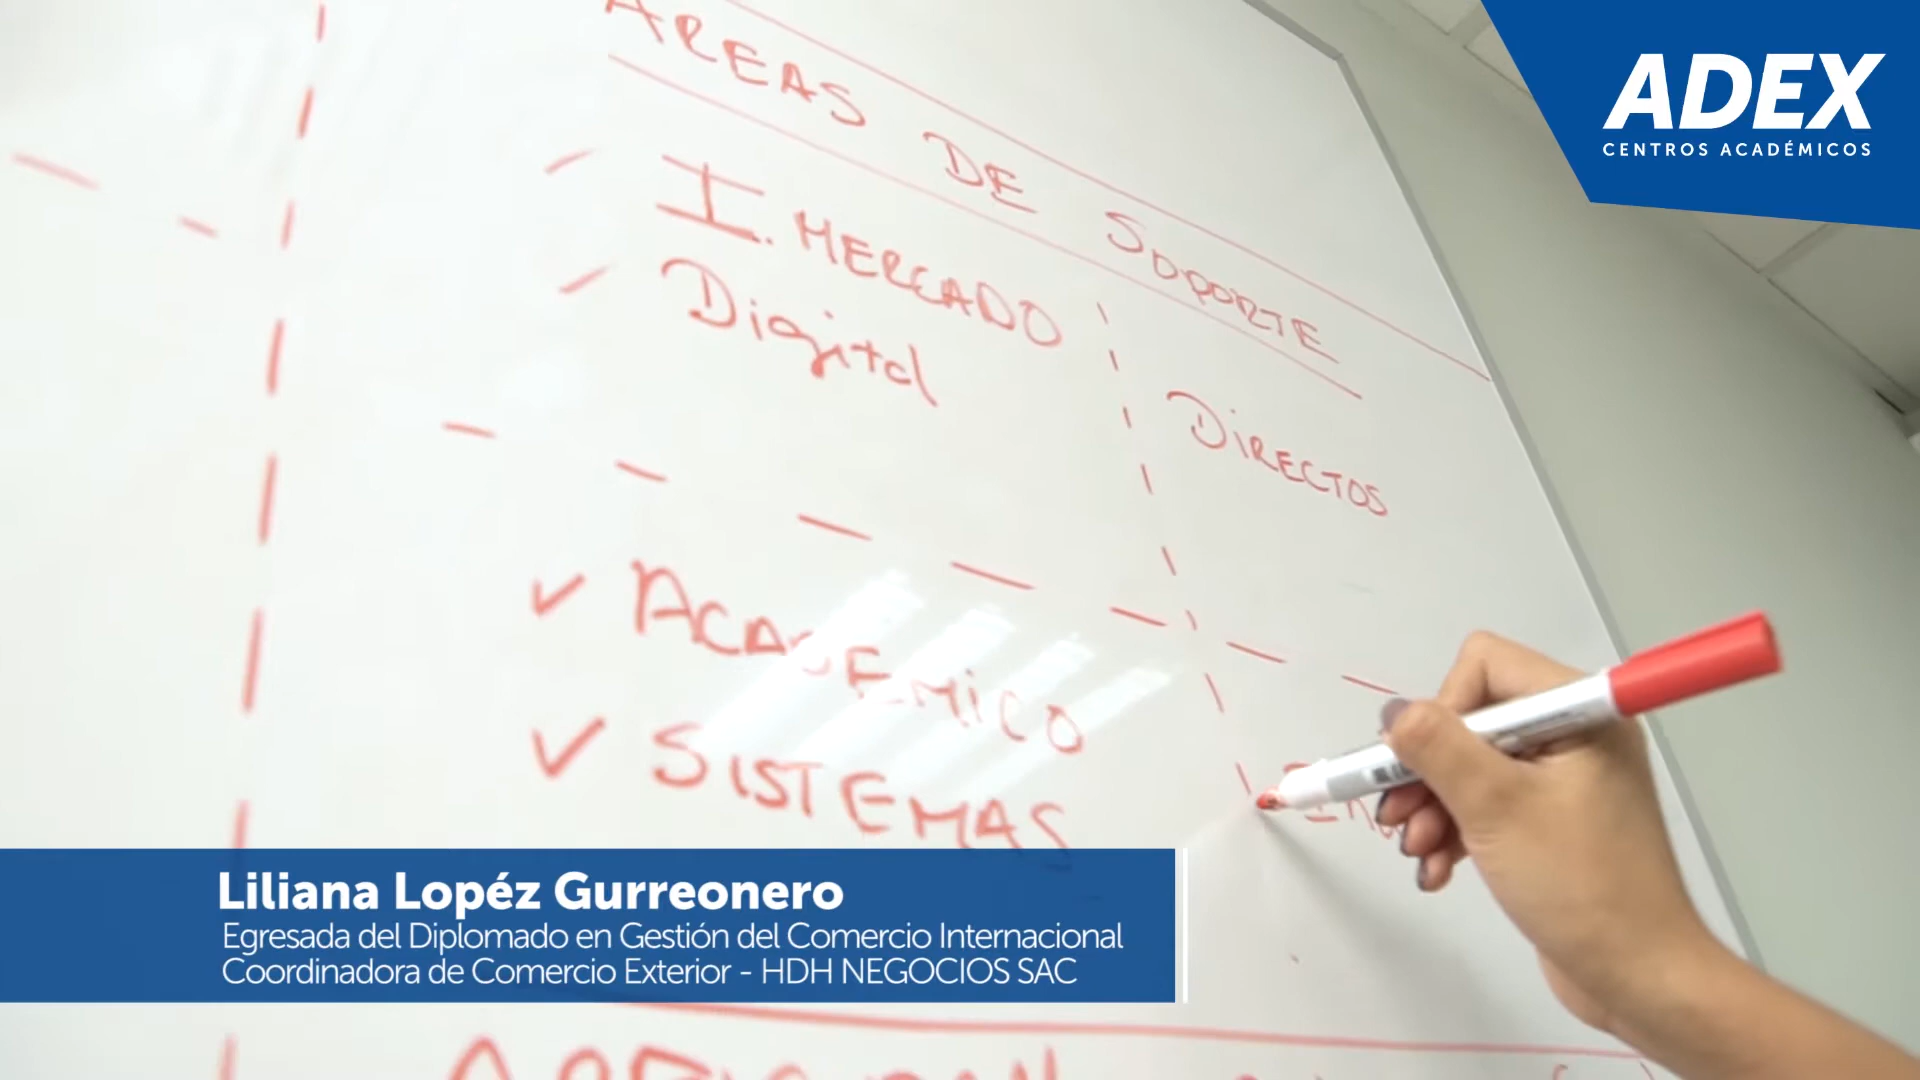 ADEX
CENTROS ACADÉMICOS
AREAS DE SOPORTE
I. MERCADO
Digital
DIRECTOS
✓ ACADEMICO
✓ SISTEMAS
Liliana Lopéz Gurreonero
Egresada del Diplomado en Gestión del Comercio Internacional
Coordinadora de Comercio Exterior - HDH NEGOCIOS SAC